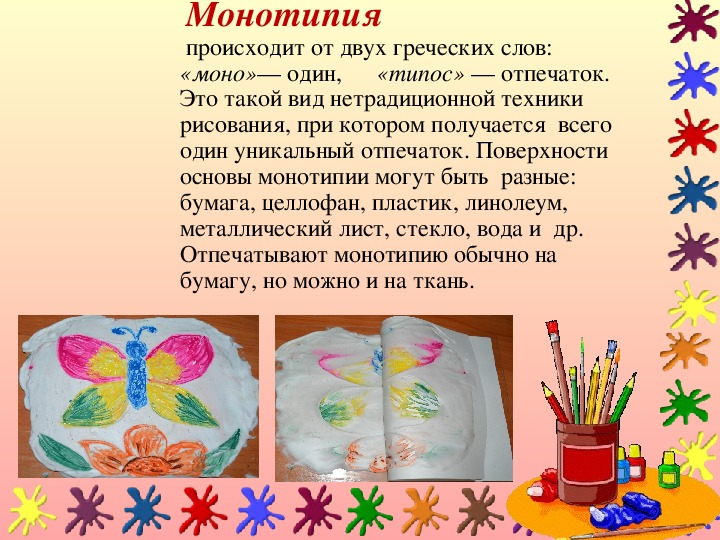 Монотипия
происходит от двух греческих слов:
«моно»— один, «типос» — отпечаток.
Это такой вид нетрадиционной техники
рисования, при котором получается всего
один уникальный отпечаток. Поверхности
основы монотипии могут быть разные:
бумага, целлофан, пластик, линолеум,
металлический лист, стекло, вода и др.
Отпечатывают монотипию обычно на
бумагу, но можно и на ткань.